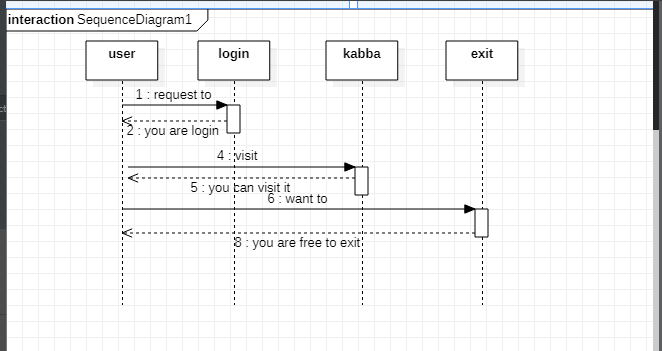 interaction SequenceDiagram1
user
login
kabba
exit
1 : request to
2 : you are login
4 : visit
5 : you can visit it
6 : want to
8 : you are free to exit